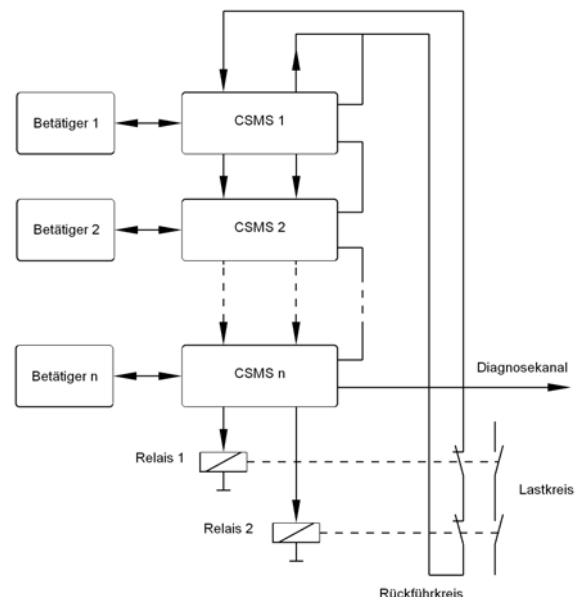 Betätiger 1
CSMS 1
Betätiger 2
CSMS 2
Betätiger n
CSMS n
Diagnosekanal
Relais 1
Lastkreis
Relais 2
Rückführkreis